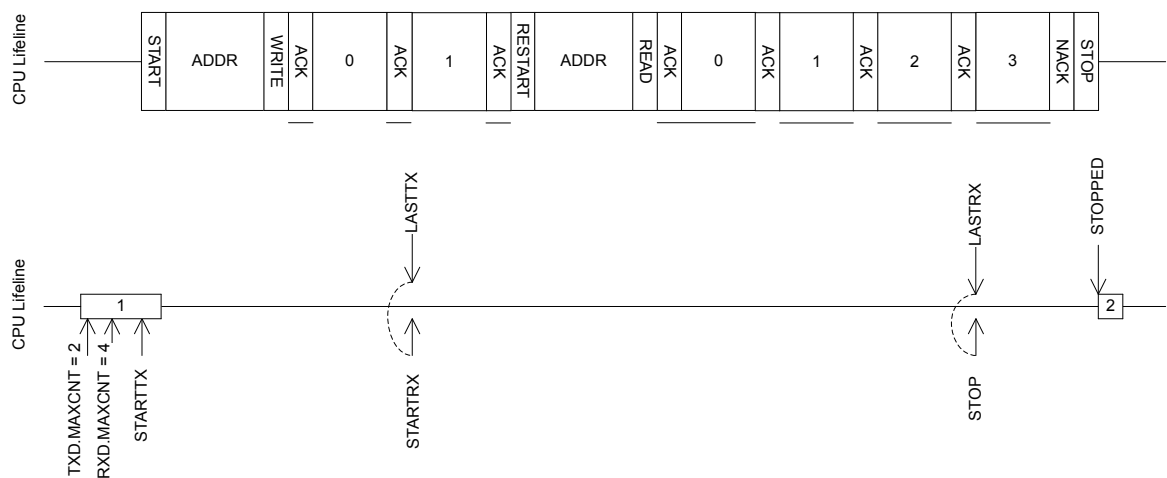 CPU Lifeline
START
ADDR
WRITE
ACK
0
ACK
1
ACK
RESTART
ADDR
READ
ACK
0
ACK
1
ACK
2
ACK
3
NACK
STOP
LASTTX
LASTRX
STOPPED
CPU Lifeline
1
2
TXD.MAXCNT = 2
RXD.MAXCNT = 4
STARTTX
STARTRX
STOP